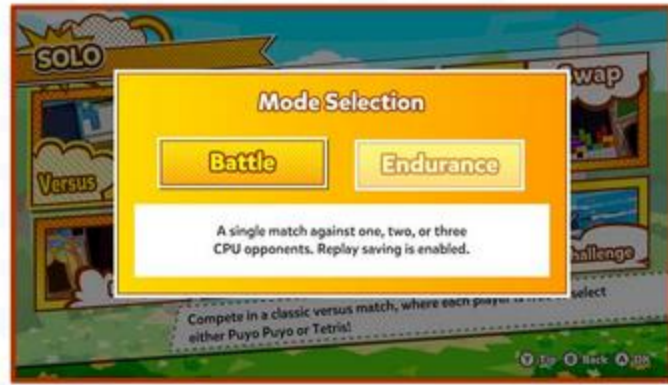 SOLO
Swap
Mode Selection
Battle
Endurance
Versus
A single match against one, two, or three
CPU opponents. Replay saving is enabled.
hallenge
Compete in a classic versus match, where each player is select
either Puyo Puyo or Tetris!
Y Tip B Back A OK